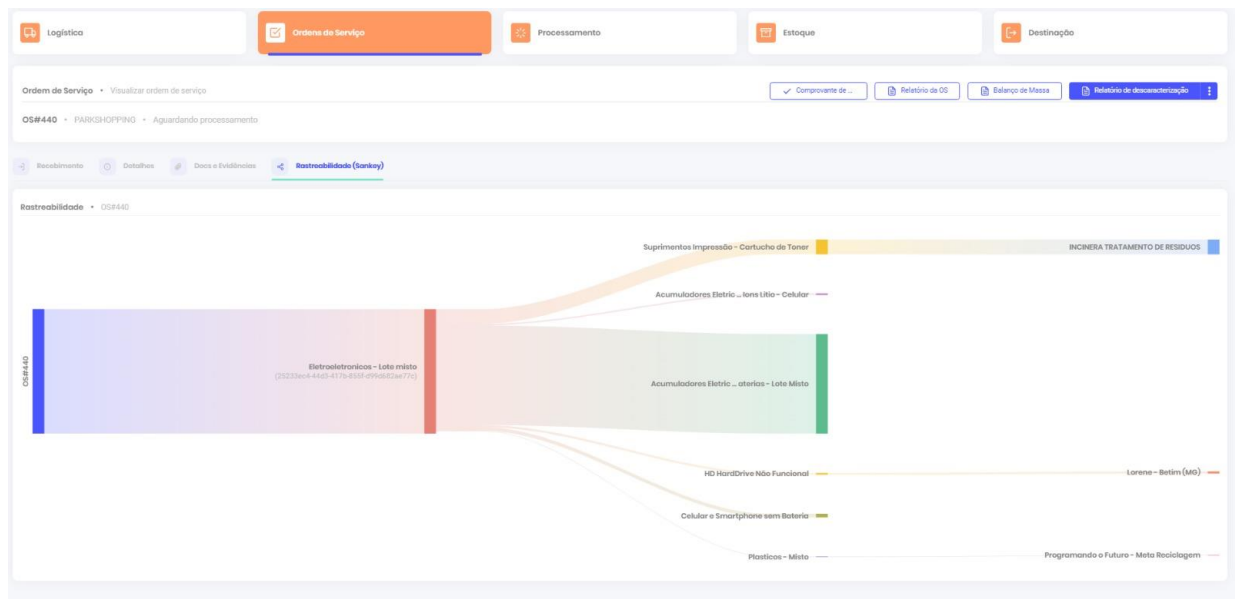 Logística
Ordens de Serviço
Processamento
Estoque
Destinação
Ordem de Serviço • Visualizar ordem de serviço
Comprovante de ...
Relatório da OS
Balanço de Massa
Relatório de descaracterização
OS#440 • PARKSHOPPING • Aguardando processamento
Recebimento
Detalhes
Docs e Evidências
Rastreabilidade (Sankey)
Rastreabilidade • OS#440
Suprimentos Impressão - Cartucho de Toner
INCINERA TRATAMENTO DE RESIDUOS
Acumuladores Eletric ... Ions Litio - Celular
OS#440
Eletroeletronicos - Lote misto
Acumuladores Eletric ... aterias - Lote Misto
HD HardDrive Não Funcional
Lorene - Betim (MG)
Celular e Smartphone sem Bateria
Plasticos - Misto
Programando o Futuro - Meta Reciclagem